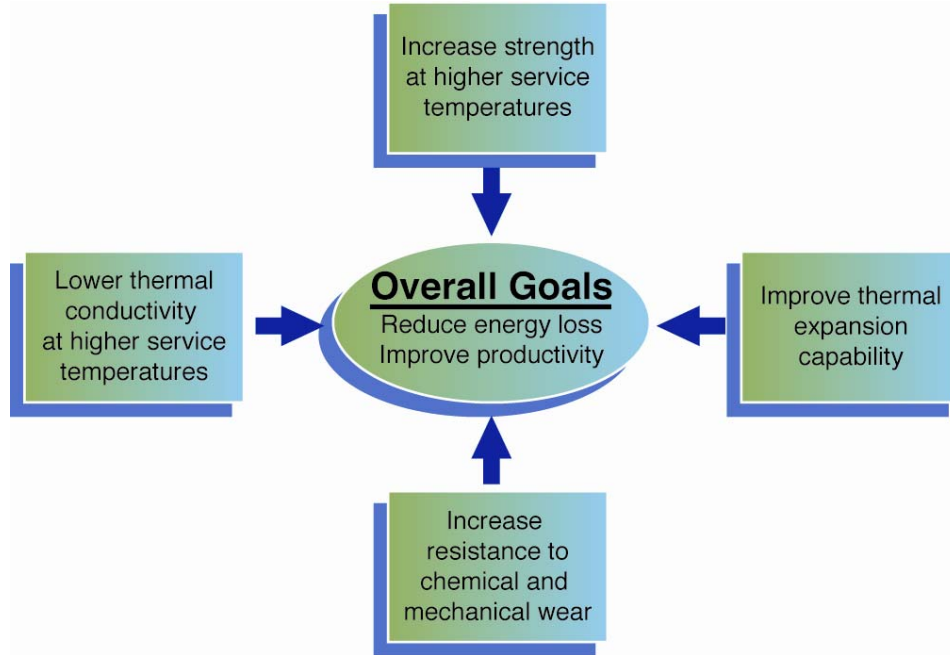 Increase strength
at higher service
temperatures
Lower thermal
conductivity
at higher service
temperatures
Overall Goals
Reduce energy loss
Improve productivity
Improve thermal
expansion
capability
Increase
resistance to
chemical and
mechanical wear